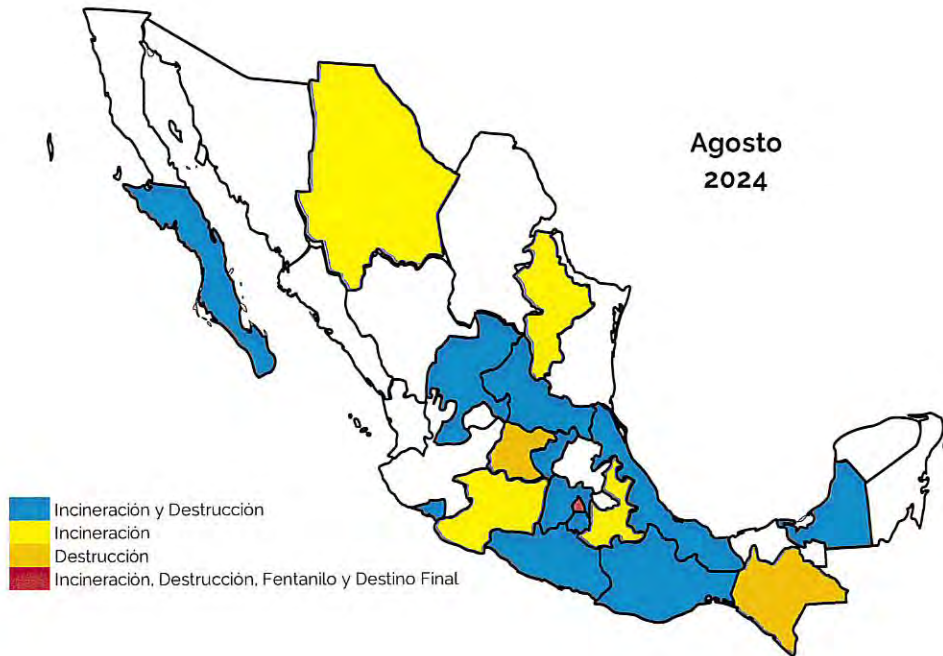 Agosto
2024
Incineración y Destrucción
Incineración
Destrucción
Incineración, Destrucción, Fentanilo y Destino Final